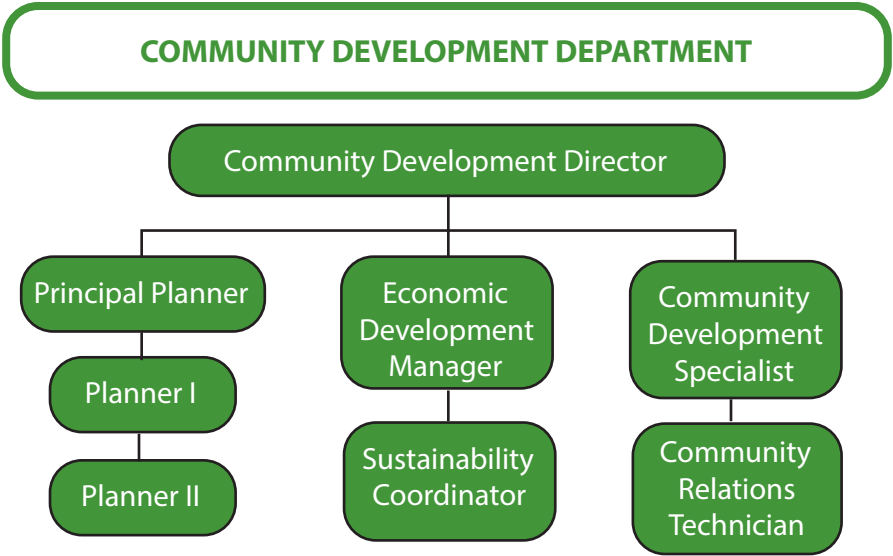 COMMUNITY DEVELOPMENT DEPARTMENT
Community Development Director
Principal Planner
Planner I
Planner II
Economic
Development
Manager
Sustainability
Coordinator
Community
Development
Specialist
Community
Relations
Technician